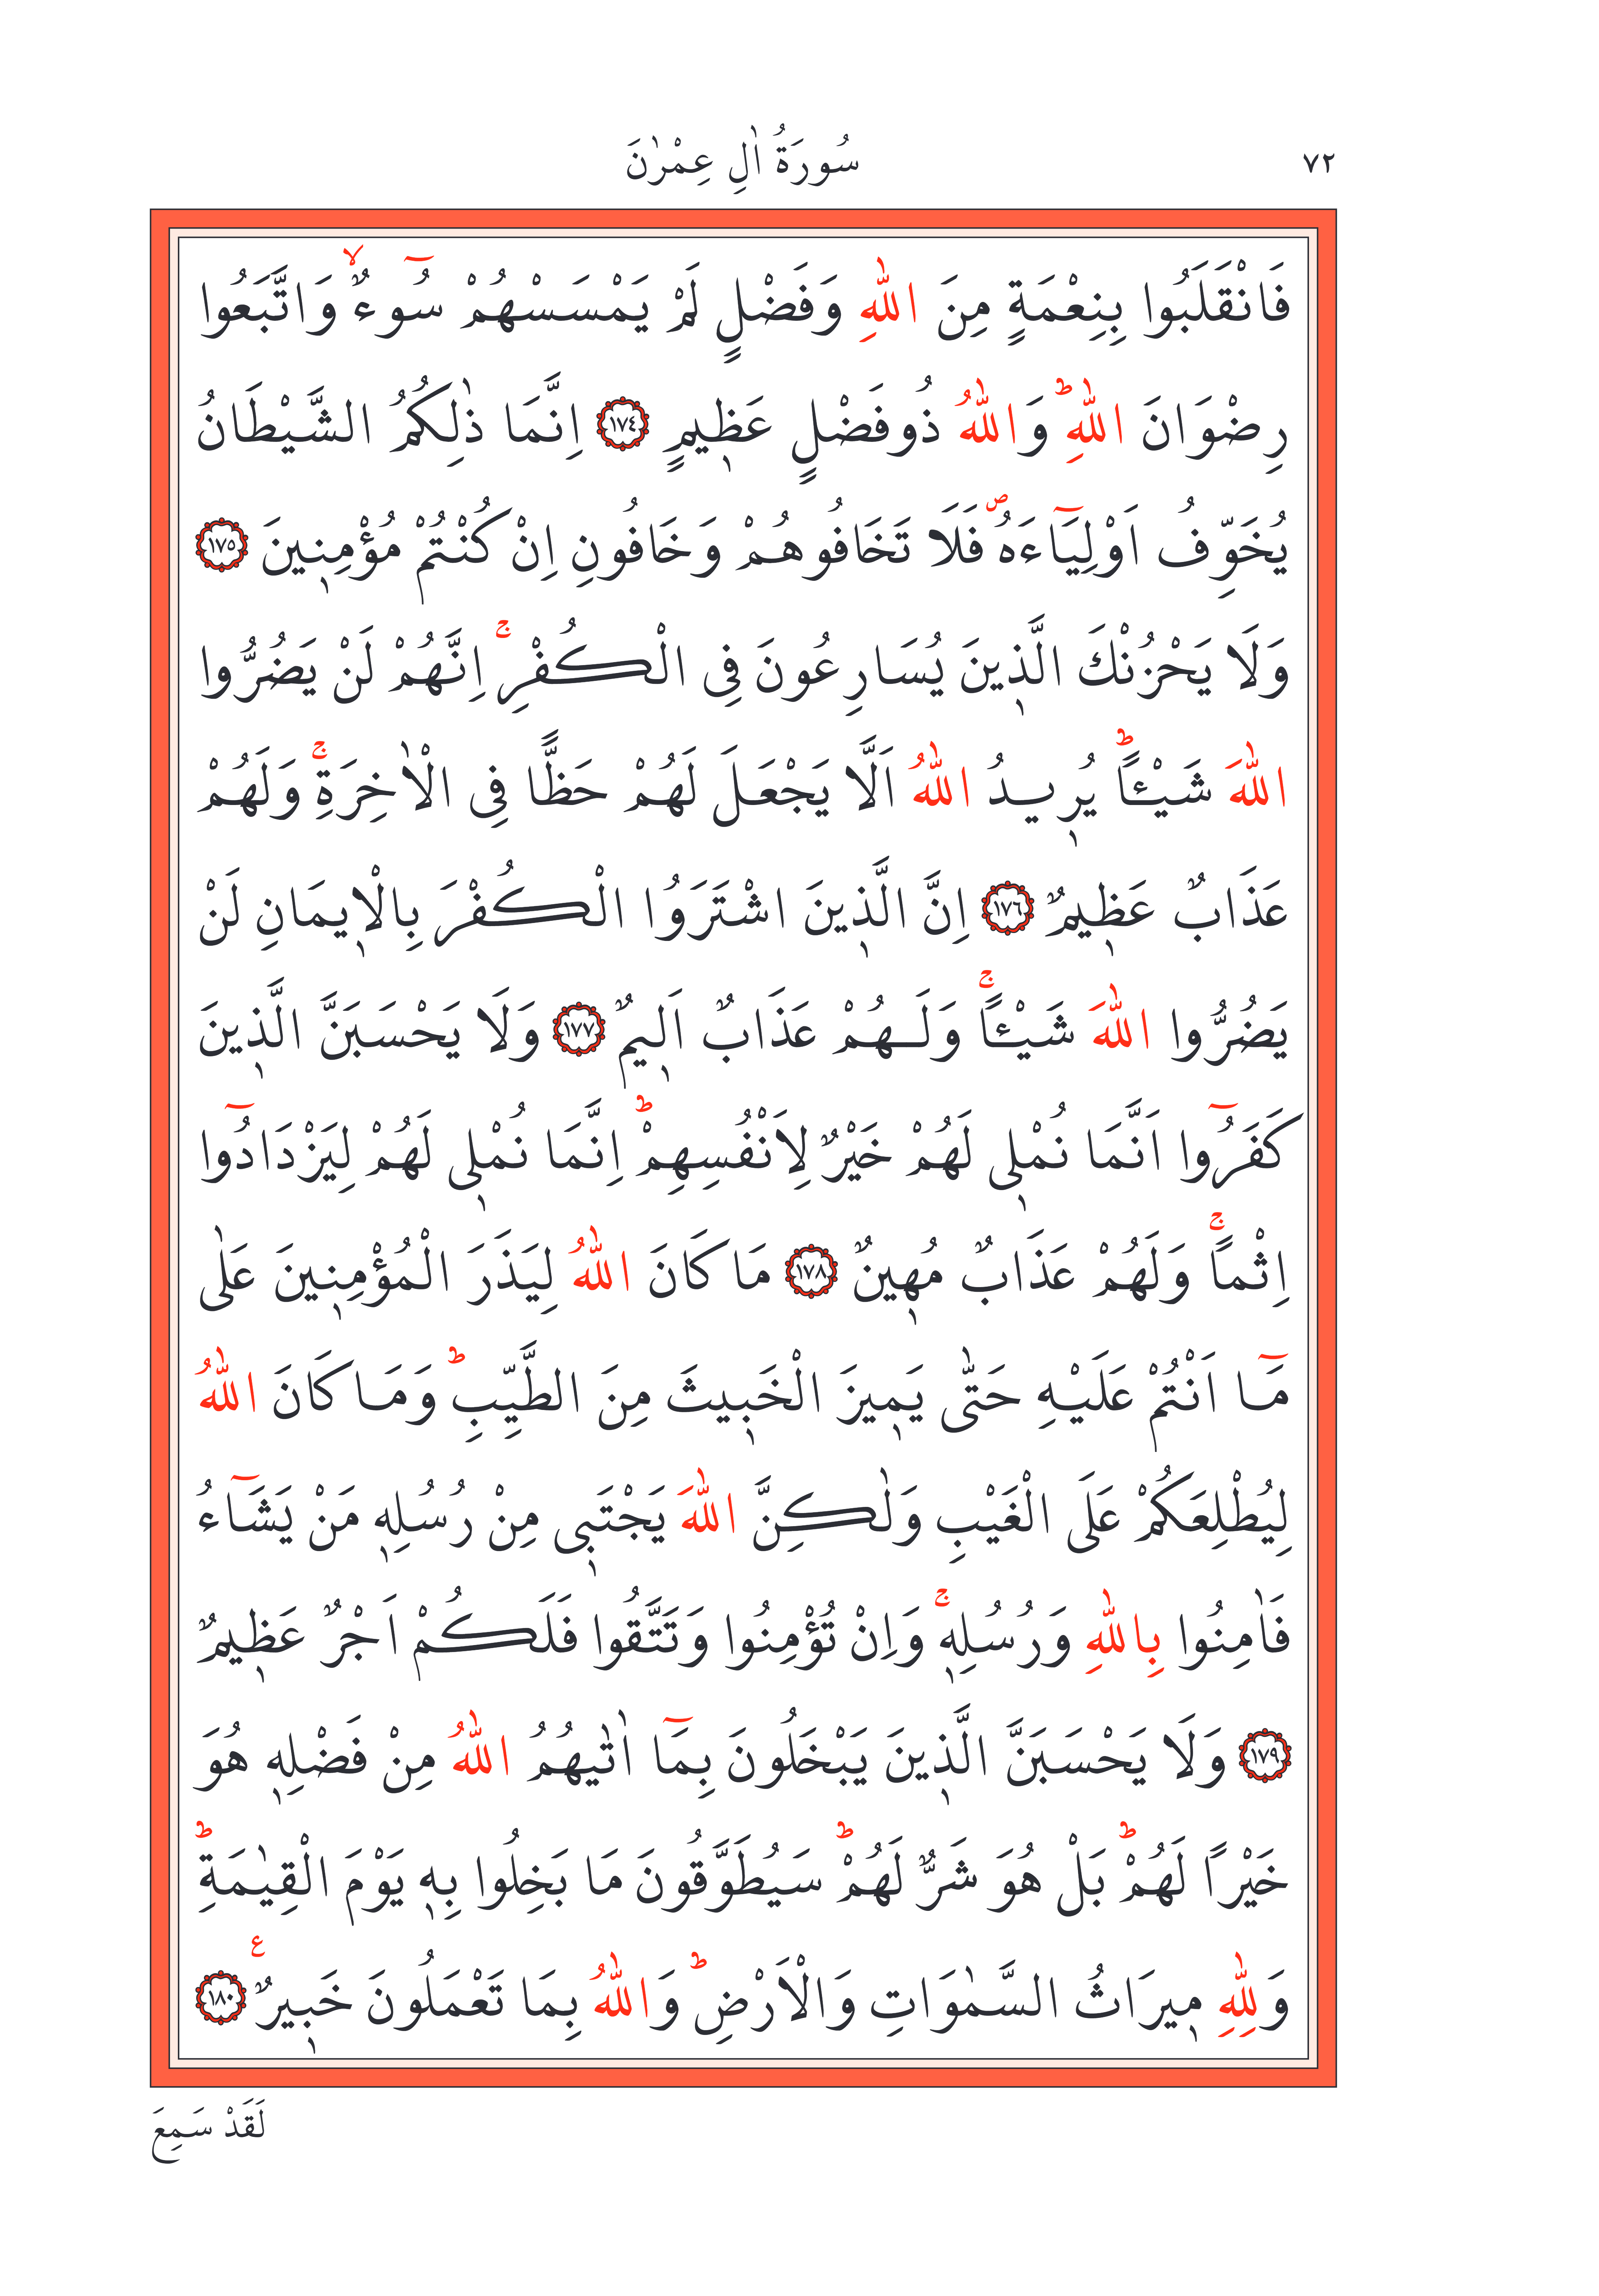 ٧٢
سُورَةُ اٰلِ عِمْرٰنَ
فَانْقَلَبُوا بِنِعْمَةٍ مِنَ اللّٰهِ وَفَضْلٍ لَمْ يَمْسَسْهُمْ سُٓوءٌۙ وَاتَّبَعُوا
رِضْوَانَ اللّٰهِۜ وَاللّٰهُ ذُوفَضْلٍ عَظٖيمٍ ﴿١٧٤﴾ اِنَّمَا ذٰلِكُمُ الشَّيْطَانُ
يُخَوِّفُ اَوْلِيَٓاءَهُࣕ فَلَا تَخَافُوهُمْ وَخَافُونِ اِنْ كُنْتُمْ مُؤْمِنٖينَ ﴿١٧٥﴾
وَلَا يَحْزُنْكَ الَّذٖينَ يُسَارِعُونَ فِى الْكُفْرِۚ اِنَّهُمْ لَنْ يَضُرُّوا
اللّٰهَ شَيْـًٔاۜ يُرٖيدُ اللّٰهُ اَلَّا يَجْعَلَ لَهُمْ حَظًّا فِى الْاٰخِرَةِۚ وَلَهُمْ
عَذَابٌ عَظٖيمٌ ﴿١٧٦﴾ اِنَّ الَّذٖينَ اشْتَرَوُا الْكُفْرَ بِالْاٖيمَانِ لَنْ
يَضُرُّوا اللّٰهَ شَيْـًٔاۚ وَلَهُمْ عَذَابٌ اَلٖيمٌ ﴿١٧٧﴾ وَلَا يَحْسَبَنَّ الَّذٖينَ
كَفَرُٓوا اَنَّمَا نُمْلٖى لَهُمْ خَيْرٌ لِاَنْفُسِهِمْۜ اِنَّمَا نُمْلٖى لَهُمْ لِيَزْدَادُٓوا
اِثْمًاۚ وَلَهُمْ عَذَابٌ مُهٖينٌ ﴿١٧٨﴾ مَا كَانَ اللّٰهُ لِيَذَرَ الْمُؤْمِنٖينَ عَلٰى
مَٓا اَنْتُمْ عَلَيْهِ حَتّٰى يَمٖيزَ الْخَبٖيثَ مِنَ الطَّيِّبِۜ وَمَا كَانَ اللّٰهُ
لِيُطْلِعَكُمْ عَلَى الْغَيْبِ وَلٰكِنَّ اللّٰهَ يَجْتَبٖى مِنْ رُسُلِهٖ مَنْ يَشَٓاءُ
فَاٰمِنُوا بِاللّٰهِ وَرُسُلِهٖۚ وَاِنْ تُؤْمِنُوا وَتَتَّقُوا فَلَكُمْ اَجْرٌ عَظٖيمٌ
﴿١٧٩﴾ وَلَا يَحْسَبَنَّ الَّذٖينَ يَبْخَلُونَ بِمَٓا اٰتٰيهُمُ اللّٰهُ مِنْ فَضْلِهٖ هُوَ
خَيْرًا لَهُمْۜ بَلْ هُوَ شَرٌّ لَهُمْۜ سَيُطَوَّقُونَ مَا بَخِلُوا بِهٖ يَوْمَ الْقِيٰمَةِۜ
وَلِلّٰهِ مٖيرَاثُ السَّمٰوَاتِ وَالْاَرْضِۜ وَاللّٰهُ بِمَا تَعْمَلُونَ خَبٖيرٌ ع ﴿١٨٠﴾
لَقَدْ سَمِعَ